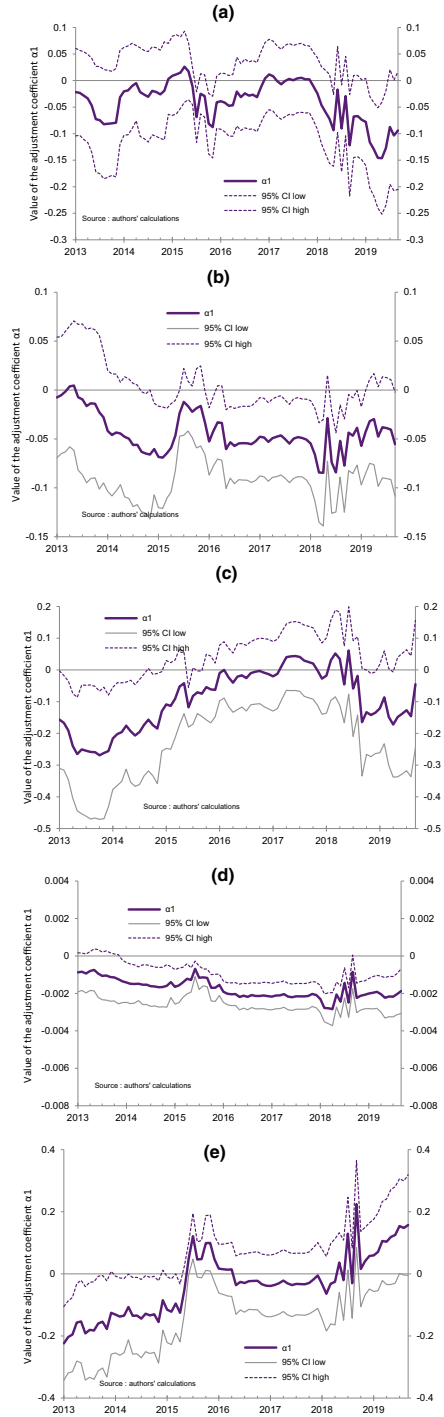 (a)
Value of the adjustment coefficient α1
0.1 0.1
0.05 0.05
0 0
-0.05 -0.05
-0.1 -0.1
-0.15 -0.15
-0.2 -0.2
-0.25 -0.25
-0.3 -0.3
α1
95% CI low
95% CI high
Source : authors' calculations
2013 2014 2015 2016 2017 2018 2019
(b)
Value of the adjustment coefficient α1
0.1 0.1
0.05 0.05
0 0
-0.05 -0.05
-0.1 -0.1
-0.15 -0.15
α1
95% CI low
95% CI high
Source : authors' calculations
2013 2014 2015 2016 2017 2018 2019
(c)
Value of the adjustment coefficient α1
0.2 0.2
0.1 0.1
0 0
-0.1 -0.1
-0.2 -0.2
-0.3 -0.3
-0.4 -0.4
-0.5 -0.5
α1
95% CI low
95% CI high
Source : authors' calculations
2013 2014 2015 2016 2017 2018 2019
(d)
Value of the adjustment coefficient α1
0.004 0.004
0.002 0.002
0 0
-0.002 -0.002
-0.004 -0.004
-0.006 -0.006
-0.008 -0.008
α1
95% CI low
95% CI high
Source : authors' calculations
2013 2014 2015 2016 2017 2018 2019
(e)
Value of the adjustment coefficient α1
0.4 0.4
0.2 0.2
0 0
-0.2 -0.2
-0.4 -0.4
α1
95% CI low
95% CI high
Source : authors' calculations
2013 2014 2015 2016 2017 2018 2019